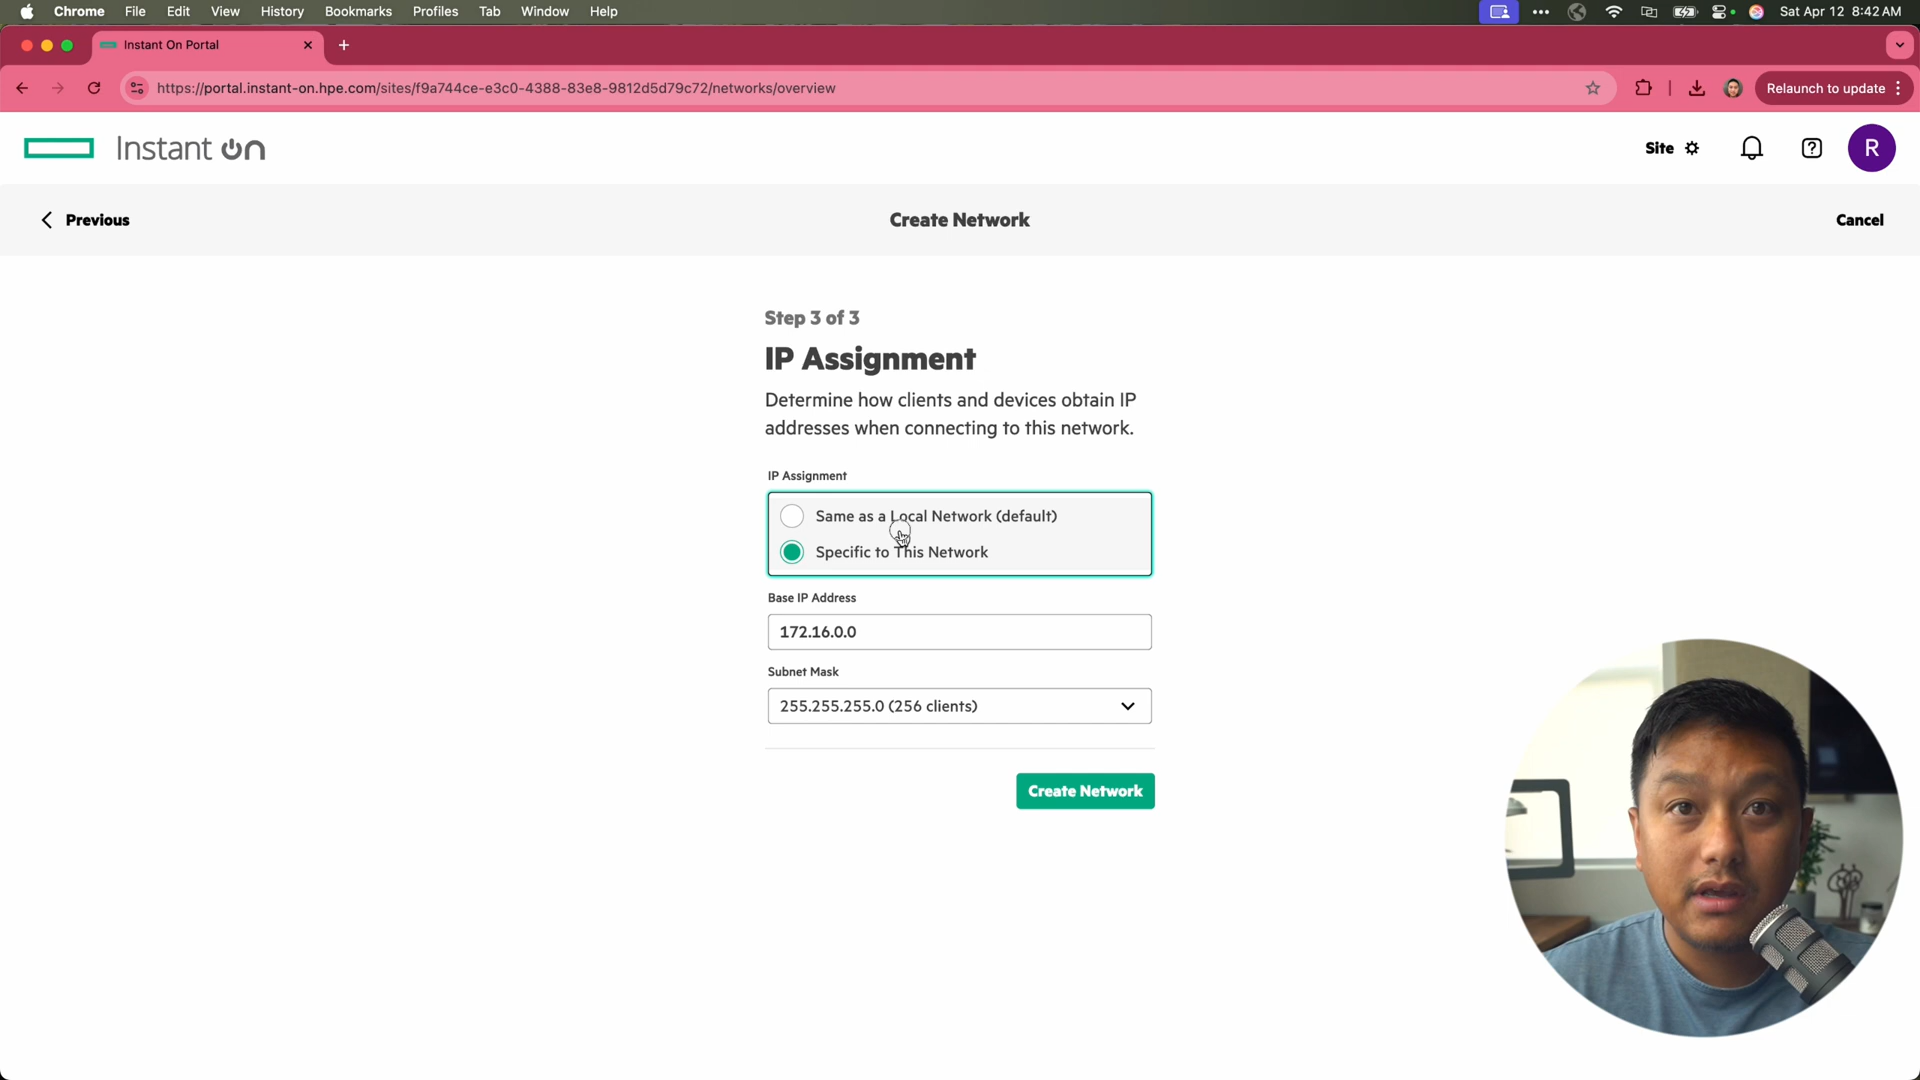 Chrome File Edit View History Bookmarks Profiles Tab Window Help Sat Apr 12 8:42 AM
Instant On Portal
https://portal.instant-on.hpe.com/sites/f9a744ce-e3c0-4388-83e8-9812d5d79c72/networks/overview Relaunch to update
Instant On Site R
Previous Create Network Cancel
Step 3 of 3
IP Assignment
Determine how clients and devices obtain IP
addresses when connecting to this network.
IP Assignment
Same as a Local Network (default)
Specific to This Network
Base IP Address
172.16.0.0
Subnet Mask
255.255.255.0 (256 clients)
Create Network